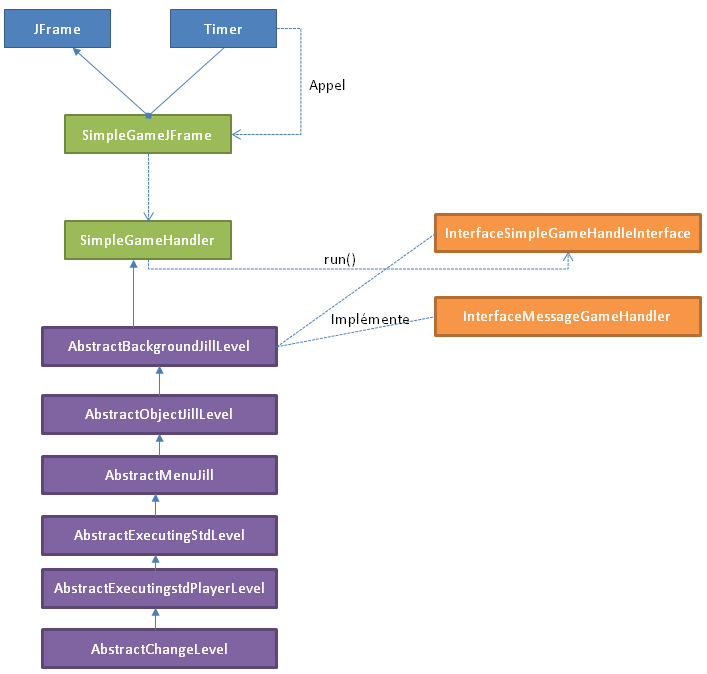 JFrame
Timer
Appel
SimpleGameJFrame
SimpleGameHandler
InterfaceSimpleGameHandleInterface
run()
InterfaceMessageGameHandler
Implémente
AbstractBackgroundJillLevel
AbstractObjectJillLevel
AbstractMenuJill
AbstractExecutingStdLevel
AbstractExecutingstdPlayerLevel
AbstractChangeLevel